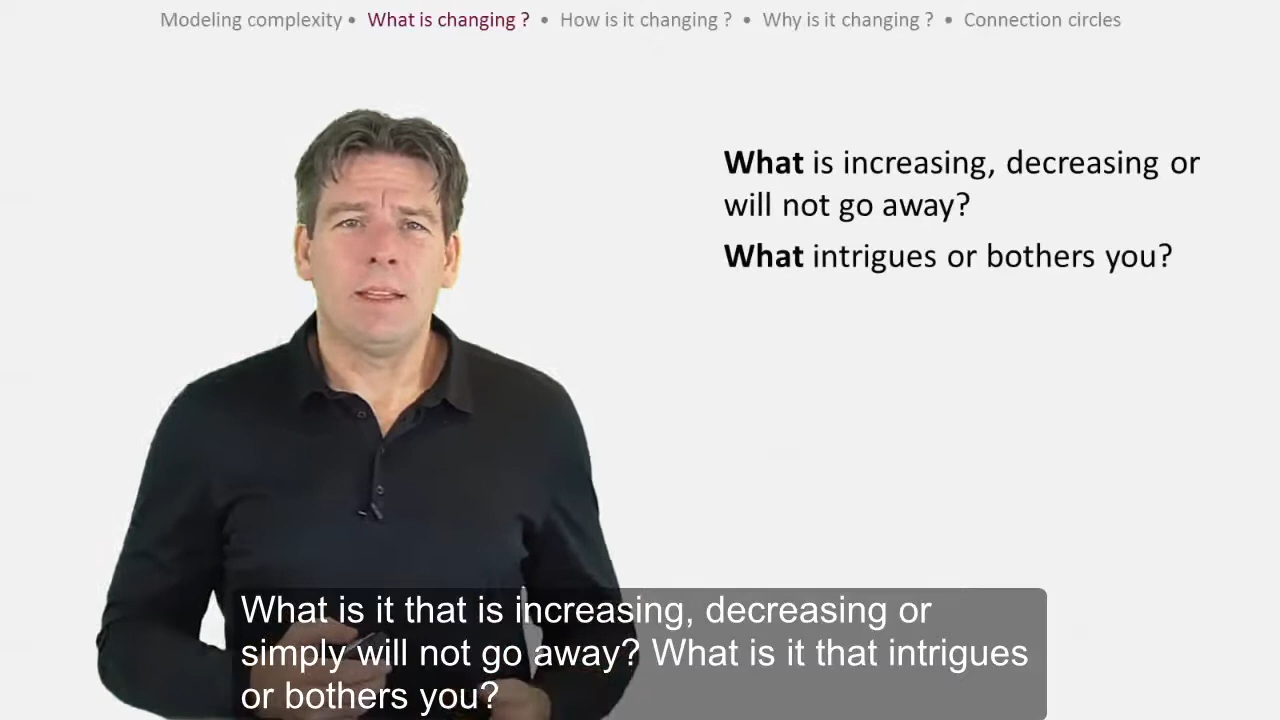 Modeling complexity • What is changing ? • How is it changing ? • Why is it changing ? • Connection circles
What is increasing, decreasing or
will not go away?
What intrigues or bothers you?
What is it that is increasing, decreasing or
simply will not go away? What is it that intrigues
or bothers you?